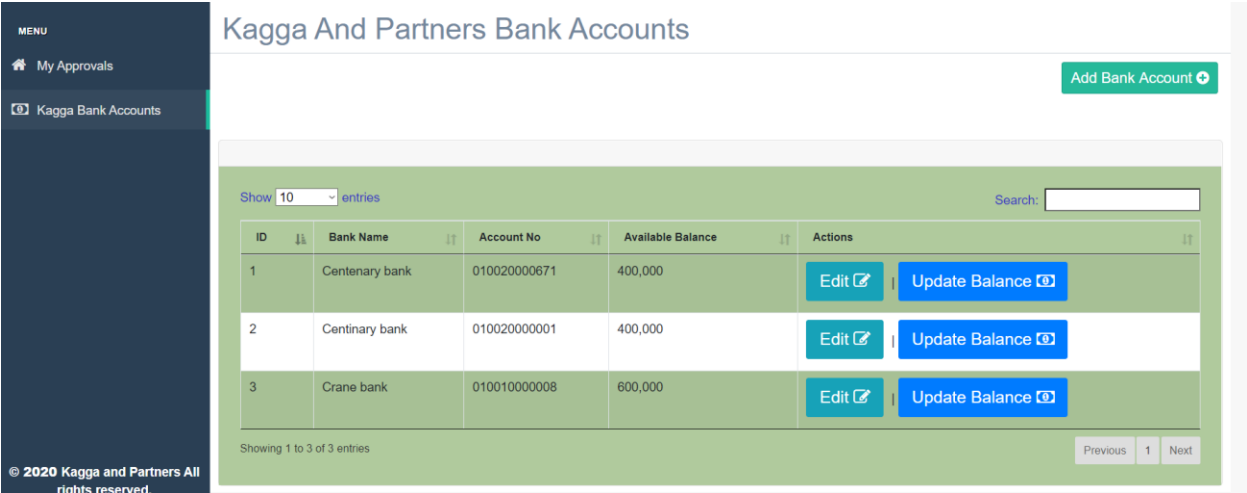 MENU
My Approvals
Kagga Bank Accounts
© 2020 Kagga and Partners All
rights reserved.
Kagga And Partners Bank Accounts
Add Bank Account
Show 10 entries
Search:
ID Bank Name Account No Available Balance Actions
1 Centenary bank 010020000671 400,000 Edit | Update Balance
2 Centinary bank 010020000001 400,000 Edit | Update Balance
3 Crane bank 010010000008 600,000 Edit | Update Balance
Showing 1 to 3 of 3 entries
Previous 1 Next